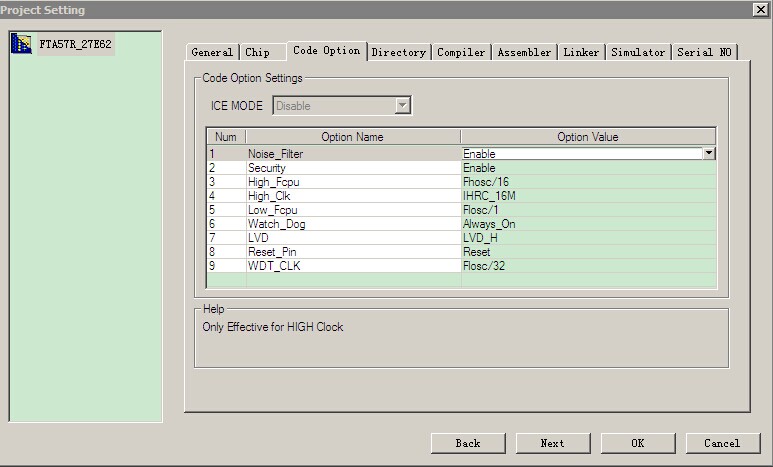 Project Setting
FTA57R_27E62
General Chip Code Option Directory Compiler Assembler Linker Simulator Serial NO
Code Option Settings
ICE MODE Disable
Num Option Name Option Value
1 Noise_Filter Enable
2 Security Enable
3 High_Fcpu Fhosc/16
4 High_Clk IHRC_16M
5 Low_Fcpu Flosc/1
6 Watch_Dog Always_On
7 LVD LVD_H
8 Reset_Pin Reset
9 WDT_CLK Flosc/32
Help
Only Effective for HIGH Clock
Back Next OK Cancel